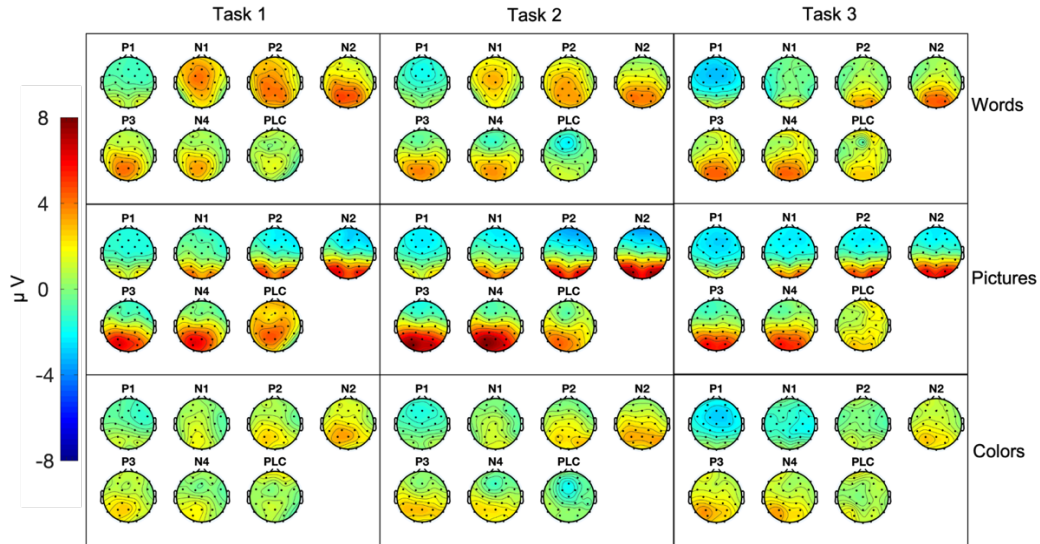 Task 1 Task 2 Task 3
P1 N1 P2 N2 P1 N1 P2 N2 P1 N1 P2 N2
Words
8
P3 N4 PLC P3 N4 PLC P3 N4 PLC
4
P1 N1 P2 N2 P1 N1 P2 N2 P1 N1 P2 N2
μ V
0
Pictures
P3 N4 PLC P3 N4 PLC P3 N4 PLC
-4
P1 N1 P2 N2 P1 N1 P2 N2 P1 N1 P2 N2
Colors
-8
P3 N4 PLC P3 N4 PLC P3 N4 PLC